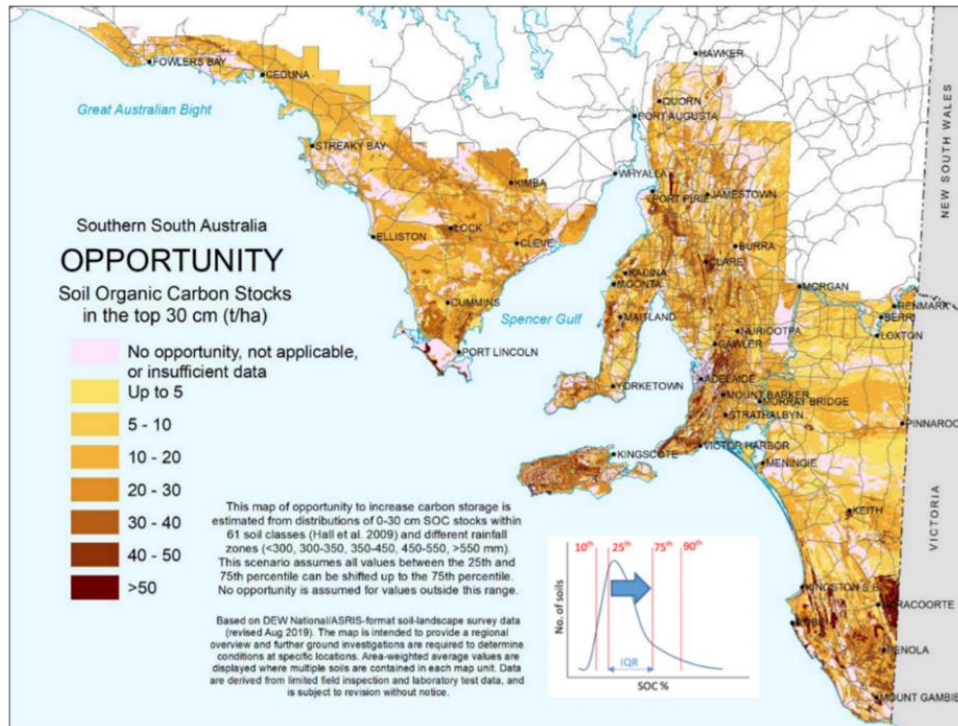 HAWKER
FOWLERS BAY
CEDUNA
QUORN
Great Australian Bight
PORT AUGUSTA
STREAKY BAY
WHYALLA
KIMBA
PORT PIRIE
JAMESTOWN
NEW SOUTH WALES
Southern South Australia
LOCK
ELLISTON
CLEVE
BURRA
OPPORTUNITY
CLARE
Soil Organic Carbon Stocks
in the top 30 cm (t/ha)
KADINA
MOONTA
MORGAN
CUMMINS
RENMARK
BERRI
Spencer Gulf
MAITLAND
NURIOOTPA
LOXTON
No opportunity, not applicable,
or insufficient data
PORT LINCOLN
GAWLER
Up to 5
YORKETOWN
ADELAIDE
MOUNT BARKER
MURRAY BRIDGE
5 - 10
STRATHALBYN
PINNAROO
10 - 20
VICTOR HARBOR
KINGSCOTE
MENINGIE
20 - 30
30 - 40
40 - 50
>50
KEITH
VICTORIA
This map of opportunity to increase carbon storage is
estimated from distributions of 0-30 cm SOC stocks within
61 soil classes (Hall et al. 2009) and different rainfall
zones (<300, 300-350, 350-450, 450-550, >550 mm).
This scenario assumes all values between the 25th and
75th percentile can be shifted up to the 75th percentile.
No opportunity is assumed for values outside this range.
Based on DEW National/ASRIS-format soil-landscape survey data
(revised Aug 2019). The map is intended to provide a regional
overview and further ground investigations are required to determine
conditions at specific locations. Area-weighted average values are
displayed where multiple soils are contained in each map unit. Data
are derived from limited field inspection and laboratory test data, and
is subject to revision without notice.
10th 25th 75th 90th
No. of soils
IQR
SOC %
KINGSTON S.E.
RACOORTE
ROBE
PENOLA
MOUNT GAMBIE